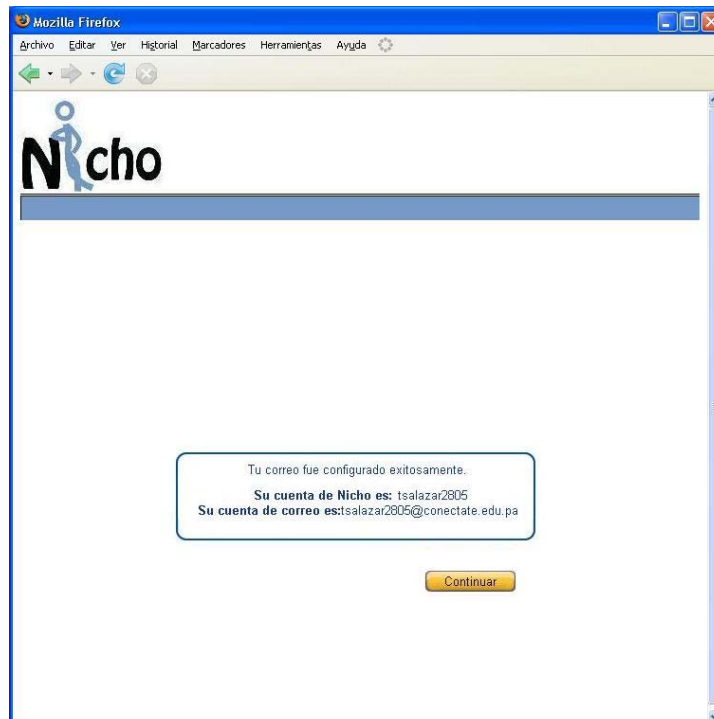 Mozilla Firefox
Archivo Editar Ver Historial Marcadores Herramientas Ayuda
Nicho
Tu correo fue configurado exitosamente.
Su cuenta de Nicho es: tsalazar2805
Su cuenta de correo es:tsalazar2805@conectate.edu.pa
Continuar